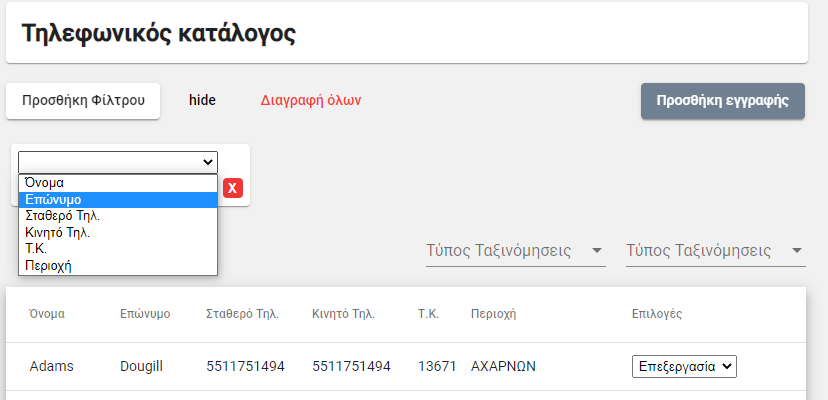 Τηλεφωνικός κατάλογος
Προσθήκη Φίλτρου hide Διαγραφή όλων Προσθήκη εγγραφής
Όνομα
Επώνυμο
X
Σταθερό Τηλ.
Κινητό Τηλ.
Τ.Κ.
Περιοχή
Τύπος Ταξινόμησεις Τύπος Ταξινόμησεις
Όνομα Επώνυμο Σταθερό Τηλ. Κινητό Τηλ. Τ.Κ. Περιοχή Επιλογές
Adams Dougill 5511751494 5511751494 13671 ΑΧΑΡΝΩΝ Επεξεργασία